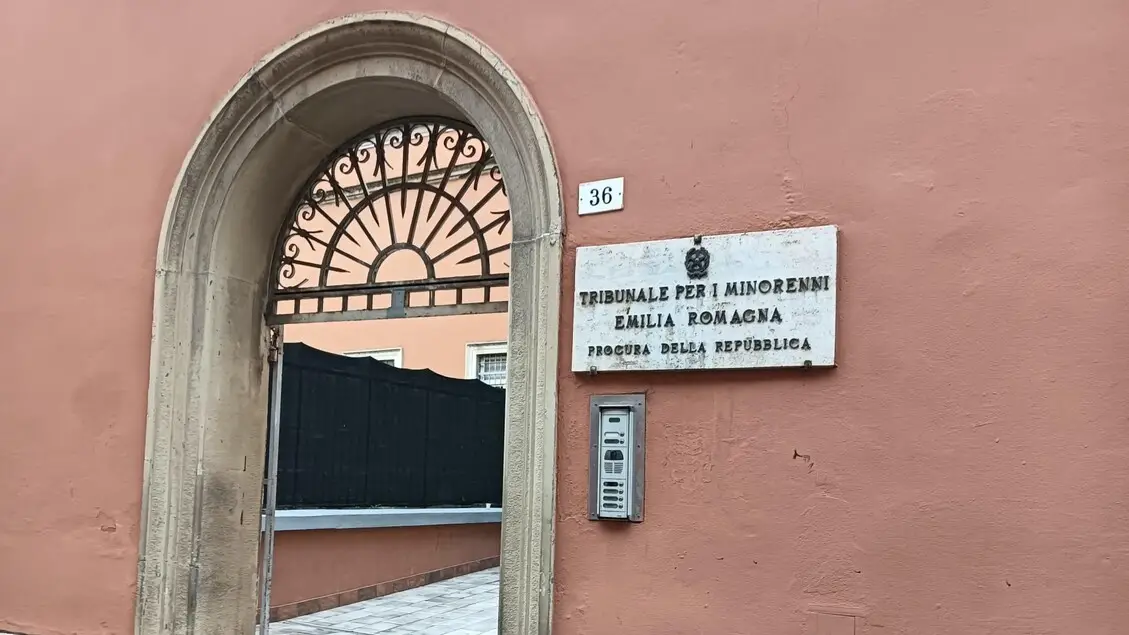 36
TRIBUNALE PER I MINORENNI
EMILIA ROMAGNA
PROCURA DELLA REPUBBLICA